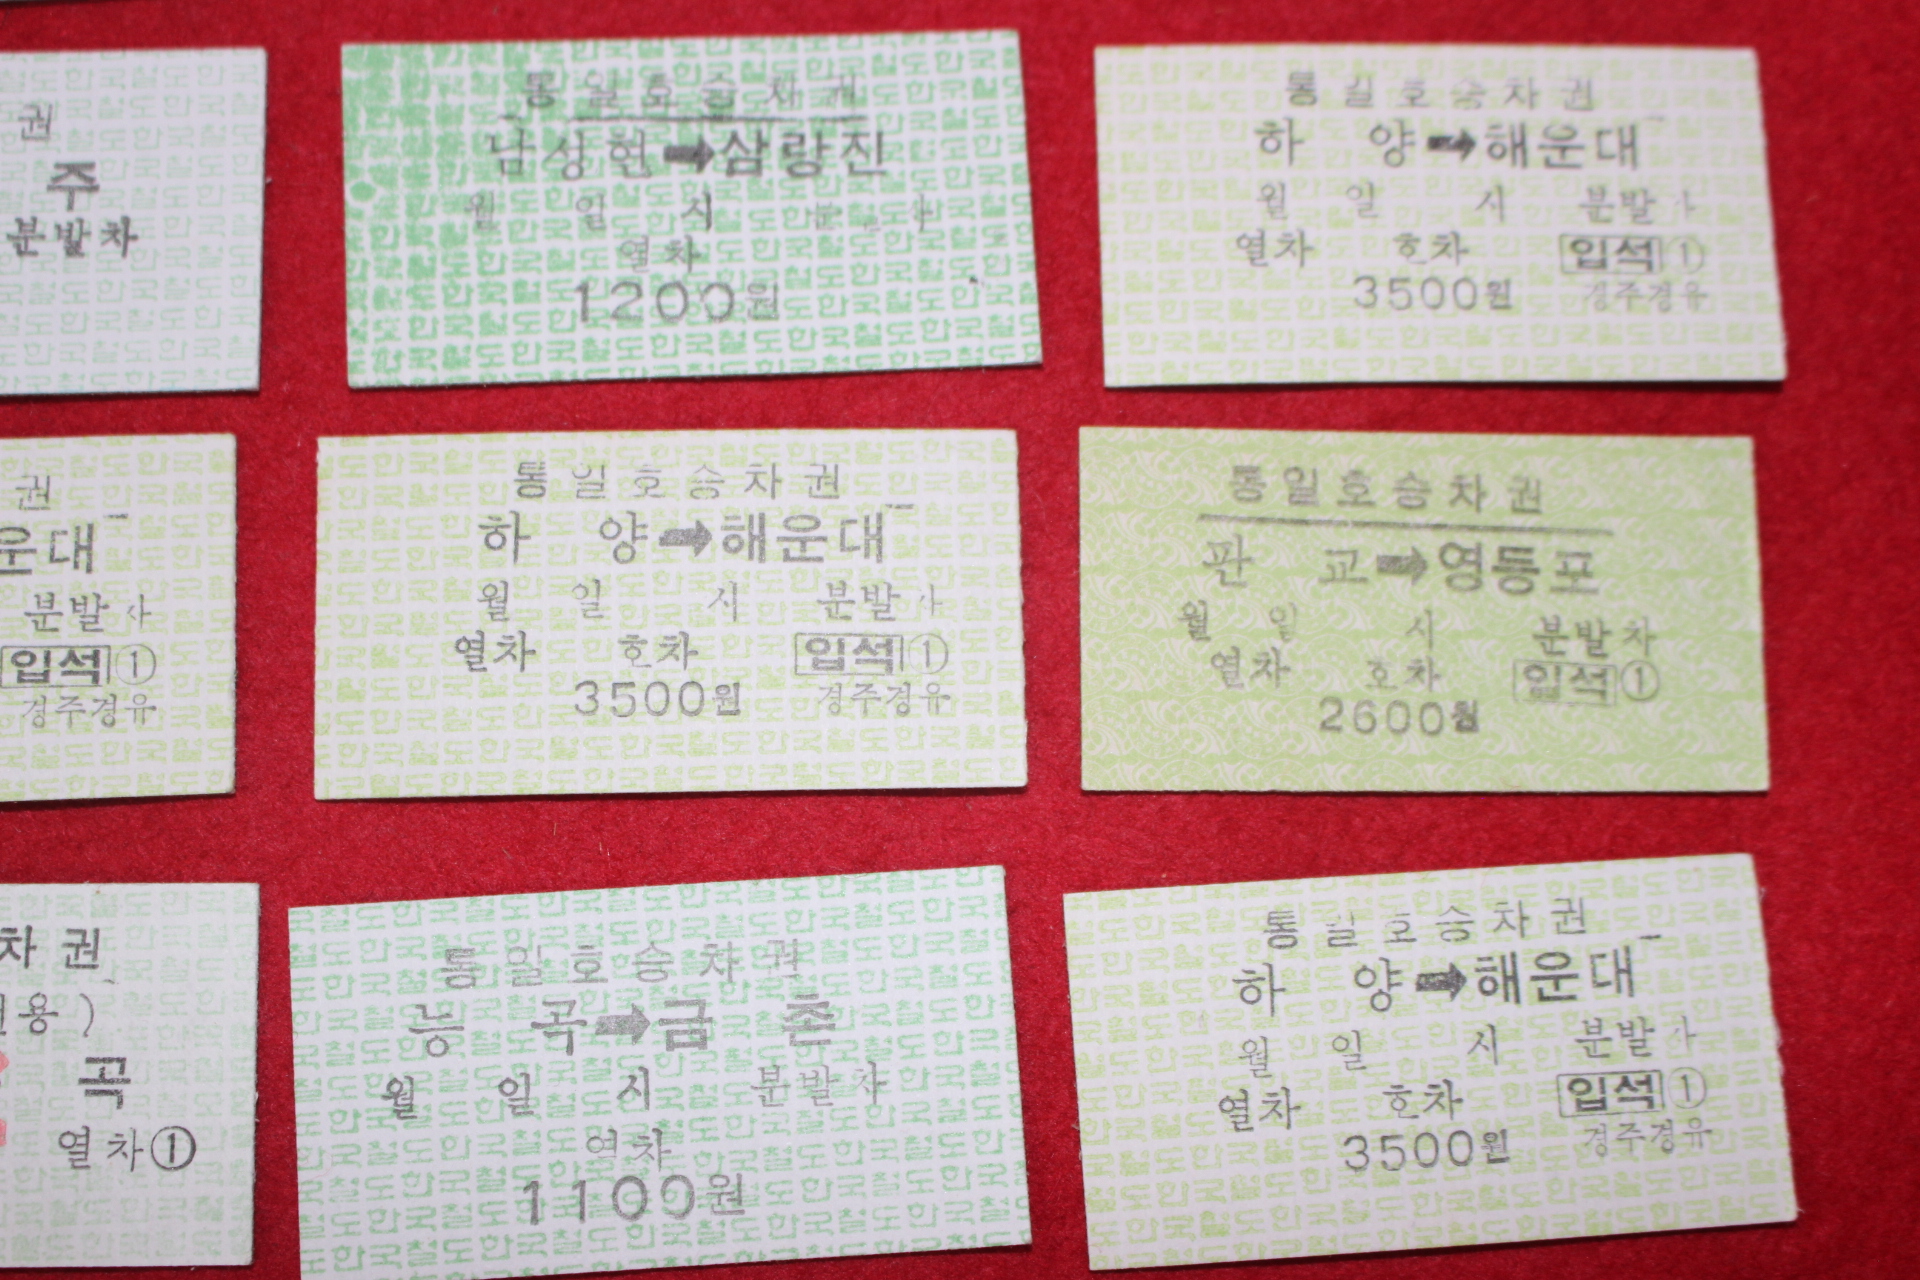 권
주
분발차
통일호승차권
남성현➡삼랑진
월 일 시
열차
1200원
통일호승차권
하 양➡해운대
월 일 시 분발
열차 호차 입석 ①
3500원 경주경유
권
운대
분발
입석 ①
경주경유
통일호승차권
하 양➡해운대
월 일 시 분발
열차 호차 입석 ①
3500원 경주경유
통일호승차권
판 교➡영등포
월 일 시 분발차
열차 호차 입석 ①
2600원
차권
용)
곡
열차①
통일호승차권
능 곡➡금 촌
월 일 시 분발차
열차
1100원
통일호승차권
하 양➡해운대
월 일 시 분발
열차 호차 입석 ①
3500원 경주경유